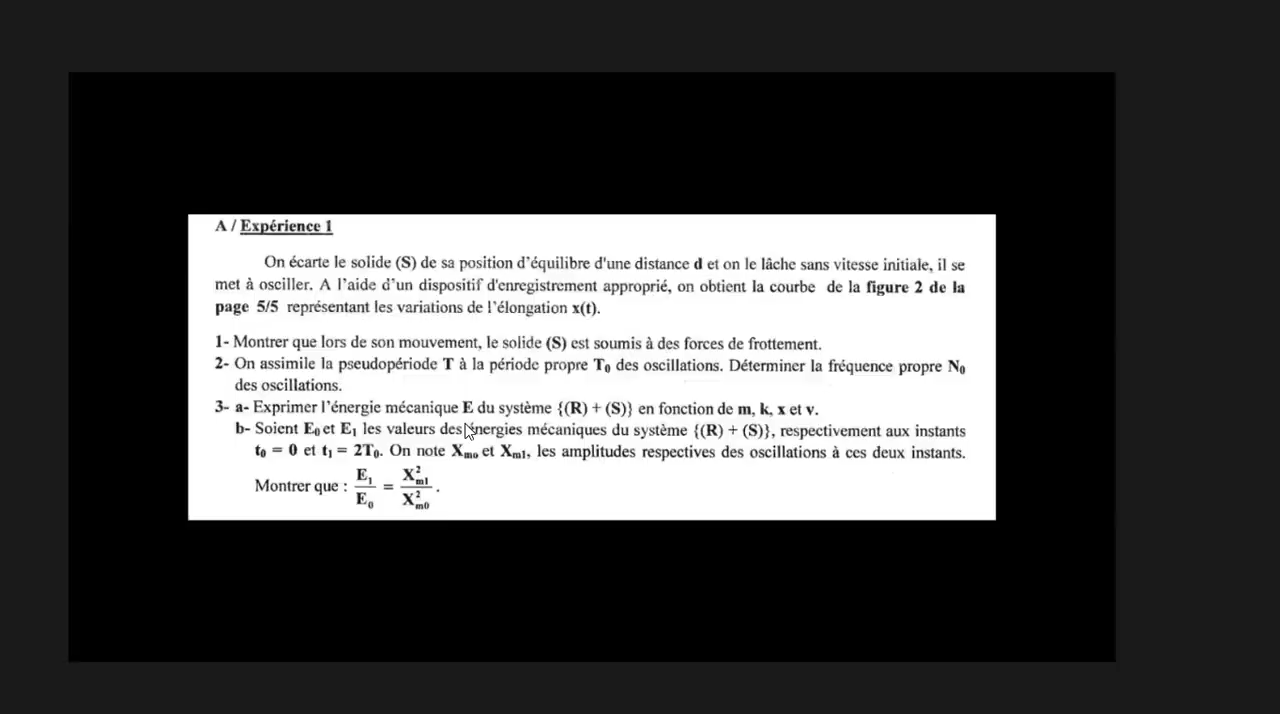 A / Expérience 1
On écarte le solide (S) de sa position d'équilibre d'une distance d et on le lâche sans vitesse initiale, il se
met à osciller. A l'aide d'un dispositif d'enregistrement approprié, on obtient la courbe de la figure 2 de la
page 5/5 représentant les variations de l'élongation x(t).
1- Montrer que lors de son mouvement, le solide (S) est soumis à des forces de frottement.
2- On assimile la pseudopériode T à la période propre T₀ des oscillations. Déterminer la fréquence propre N₀
des oscillations.
3- a- Exprimer l'énergie mécanique E du système {(R) + (S)} en fonction de m, k, x et v.
b- Soient E₀ et E₁ les valeurs des énergies mécaniques du système {(R) + (S)}, respectivement aux instants
t₀ = 0 et t₁ = 2T₀. On note Xm₀ et Xm1, les amplitudes respectives des oscillations à ces deux instants.
Montrer que : E₁/E₀ = X²m1/X²m0.